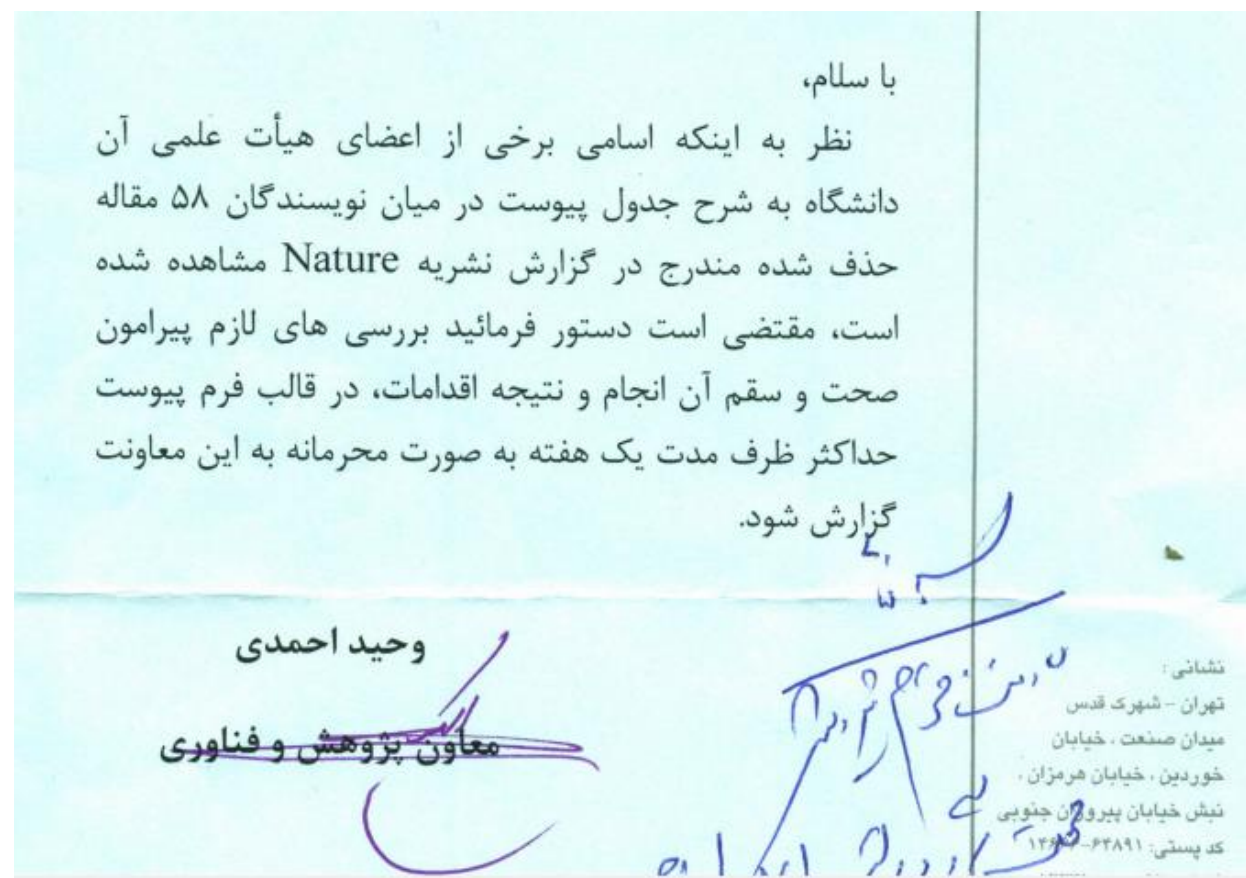 با سلام،
نظر به اینکه اسامی برخی از اعضای هیأت علمی آن
دانشگاه به شرح جدول پیوست در میان نویسندگان ۵۸ مقاله
حذف شده مندرج در گزارش نشریه Nature مشاهده شده
است، مقتضی است دستور فرمائید بررسی های لازم پیرامون
صحت و سقم آن انجام و نتیجه اقدامات، در قالب فرم پیوست
حداکثر ظرف مدت یک هفته به صورت محرمانه به این معاونت
گزارش شود.
وحید احمدی
معاون پژوهش و فناوری
نشانی :
تهران - شهرک قدس
میدان صنعت ، خیابان
خوردین ، خیابان هرمزان ،
نبش خیابان پیروزان جنوبی
کد پستی: ۶۴۸۹۱-